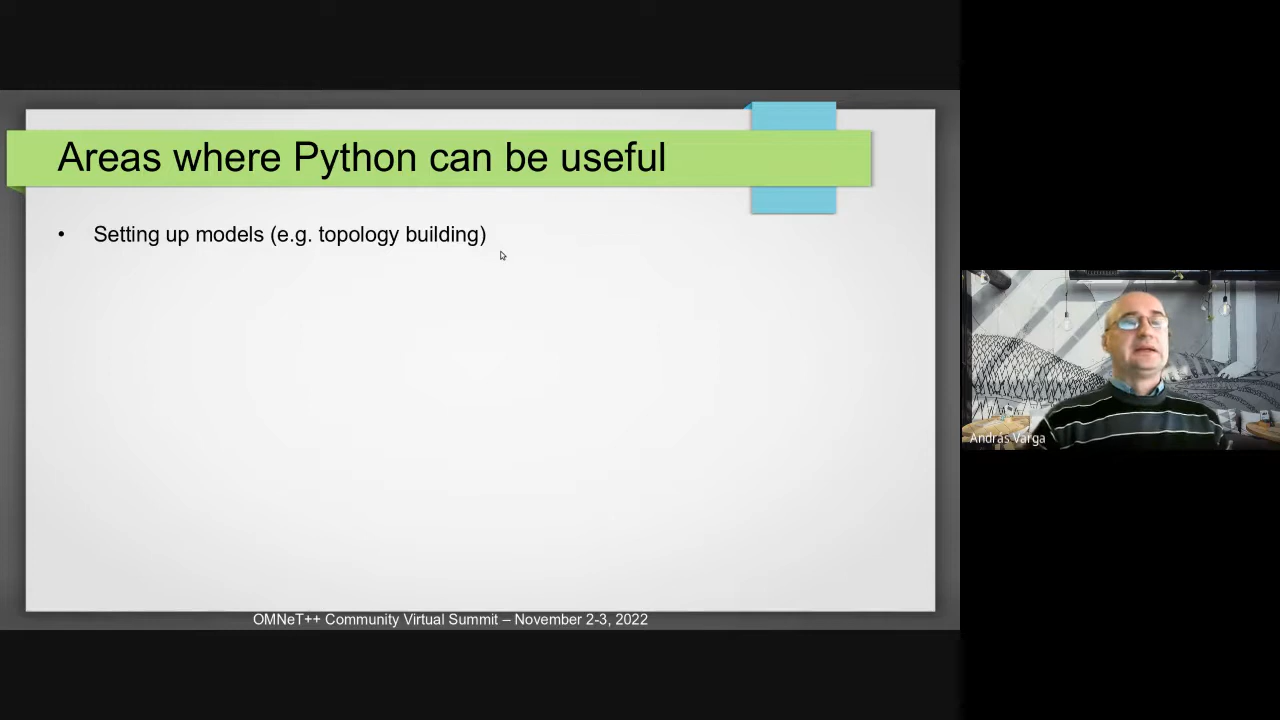 Areas where Python can be useful
• Setting up models (e.g. topology building)
OMNeT++ Community Virtual Summit – November 2-3, 2022
András Varga